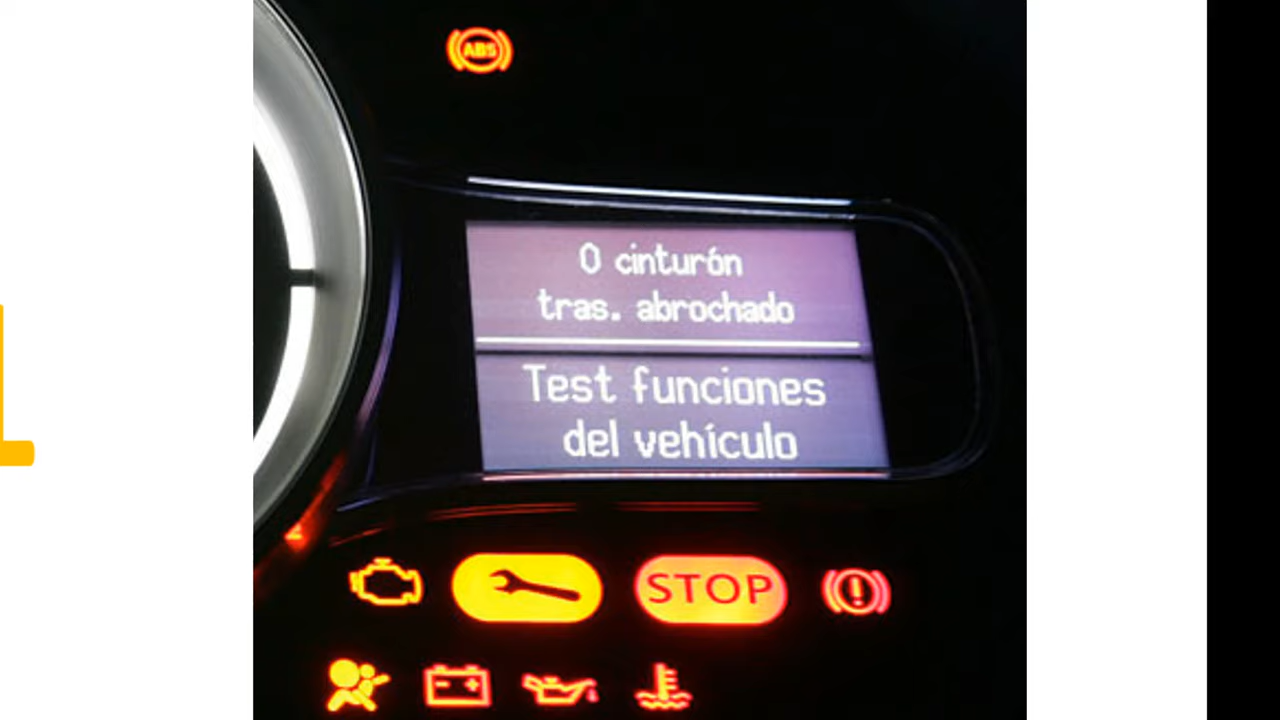 ABS
0 cinturón
tras. abrochado
Test funciones
del vehículo
STOP